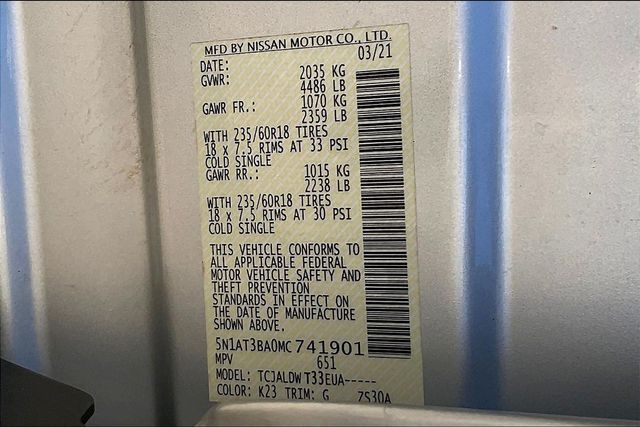 MFD BY NISSAN MOTOR CO., LTD.
DATE: 03/21
GVWR: 2035 KG
4486 LB
GAWR FR.: 1070 KG
2359 LB
WITH 235/60R18 TIRES
18 x 7.5 RIMS AT 33 PSI
COLD SINGLE
GAWR RR.: 1015 KG
2238 LB
WITH 235/60R18 TIRES
18 x 7.5 RIMS AT 30 PSI
COLD SINGLE
THIS VEHICLE CONFORMS TO
ALL APPLICABLE FEDERAL
MOTOR VEHICLE SAFETY AND
THEFT PREVENTION
STANDARDS IN EFFECT ON
THE DATE OF MANUFACTURE
SHOWN ABOVE.
5N1AT3BA0MC741901
MPV 651
MODEL: TCJALDW T33EUA-----
COLOR: K23 TRIM: G 7S30A